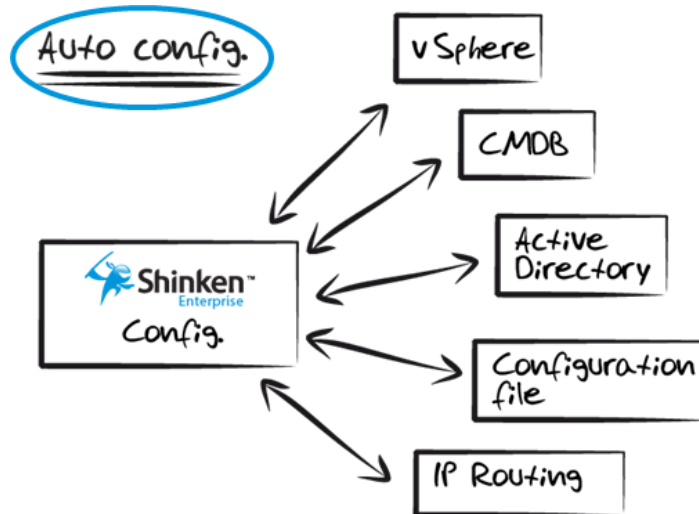 Auto config.
vSphere
CMDB
Active
Directory
Shinken™
Enterprise
Config.
Configuration
file
IP Routing